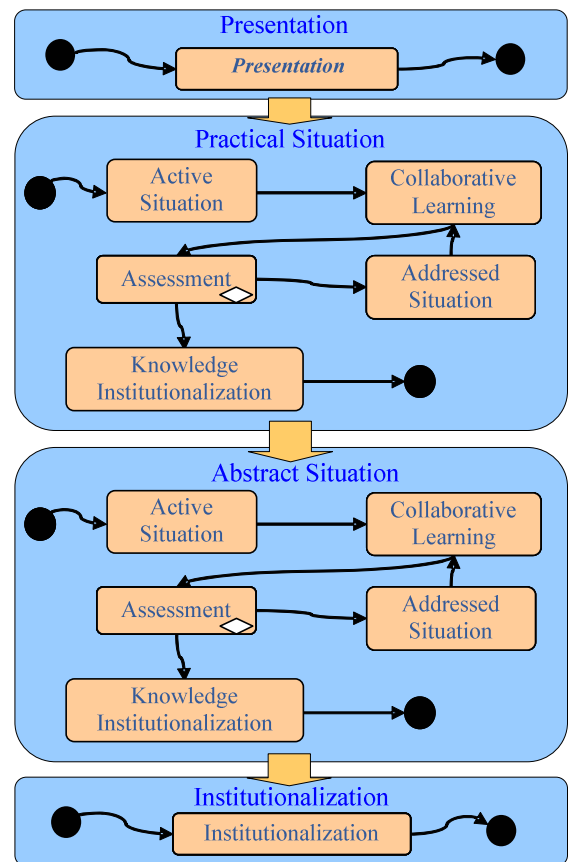 Presentation
Presentation
Practical Situation
Active
Situation
Collaborative
Learning
Assessment
Addressed
Situation
Knowledge
Institutionalization
Abstract Situation
Active
Situation
Collaborative
Learning
Assessment
Addressed
Situation
Knowledge
Institutionalization
Institutionalization
Institutionalization